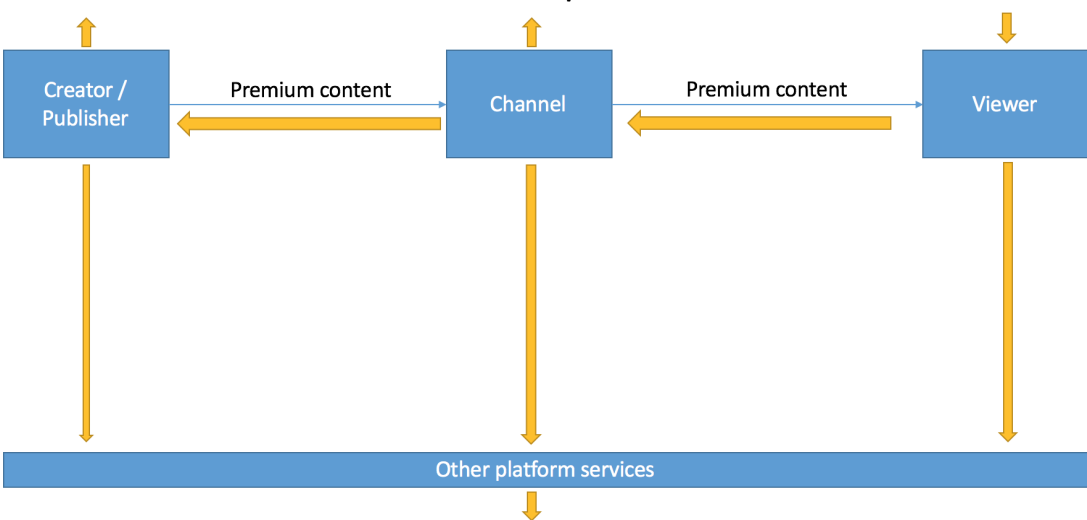 Creator /
Publisher
Premium content
Channel
Premium content
Viewer
Other platform services